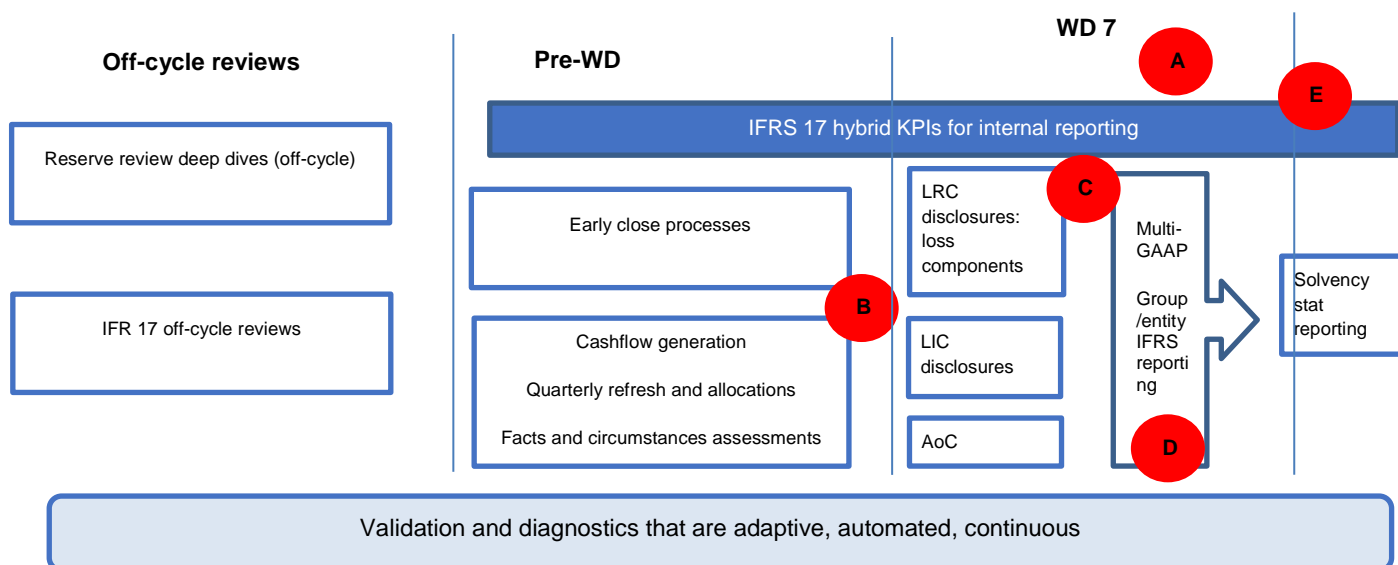 Off-cycle reviews
Pre-WD
WD 7
A
E
IFRS 17 hybrid KPIs for internal reporting
Reserve review deep dives (off-cycle)
IFR 17 off-cycle reviews
Early close processes
B
Cashflow generation
Quarterly refresh and allocations
Facts and circumstances assessments
C
LRC
disclosures:
loss
components
LIC
disclosures
AoC
Multi-
GAAP
Group
/entity
IFRS
reporti
ng
D
Solvency
stat
reporting
Validation and diagnostics that are adaptive, automated, continuous